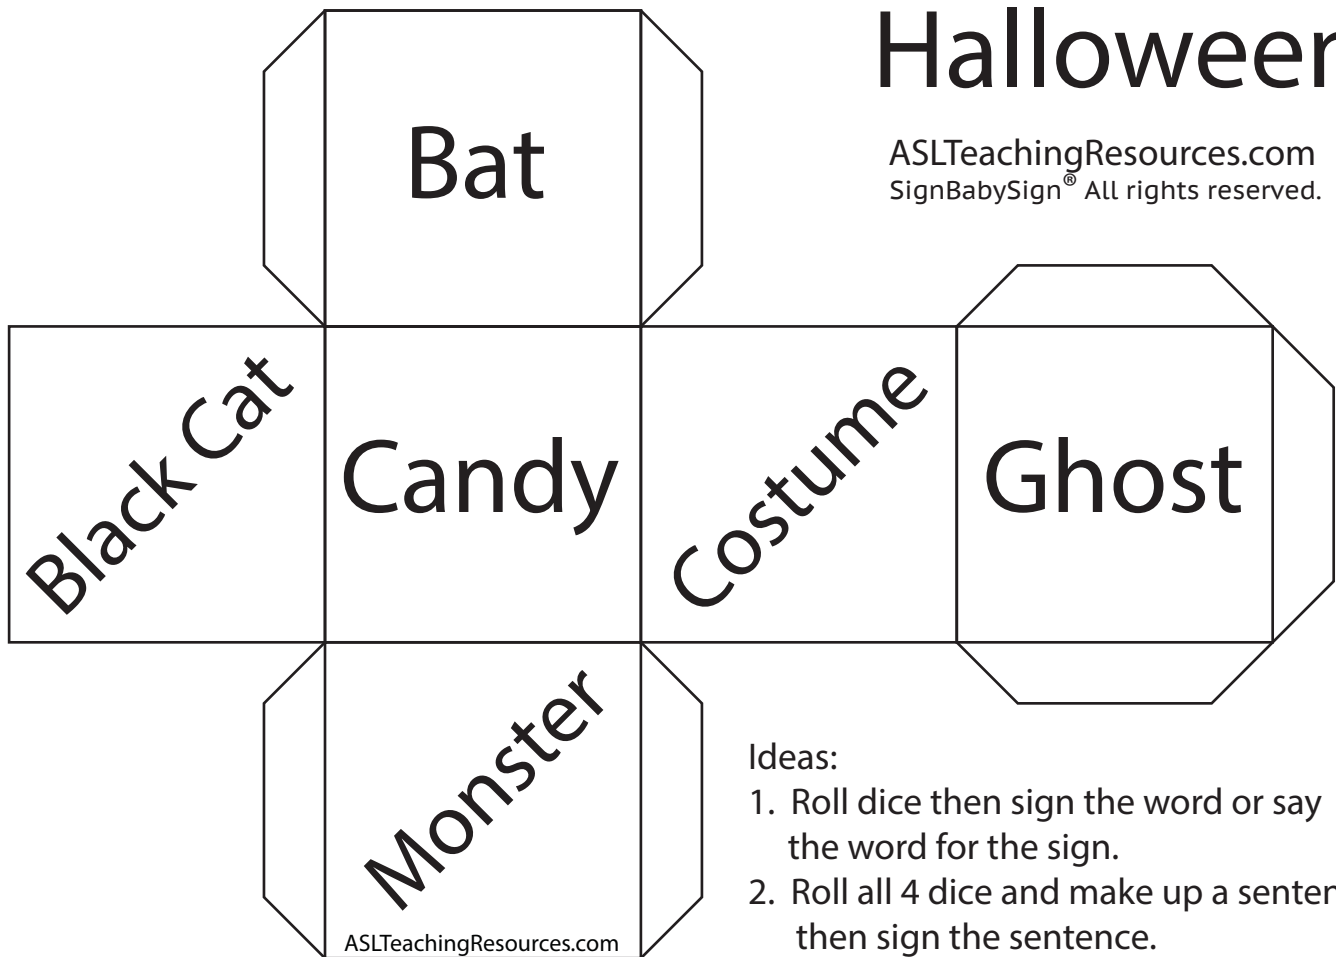 Halloween
ASLTeachingResources.com
SignBabySign® All rights reserved.
Bat
Black Cat
Candy
Costume
Ghost
Monster
ASLTeachingResources.com
Ideas:
1. Roll dice then sign the word or say
the word for the sign.
2. Roll all 4 dice and make up a senten
then sign the sentence.